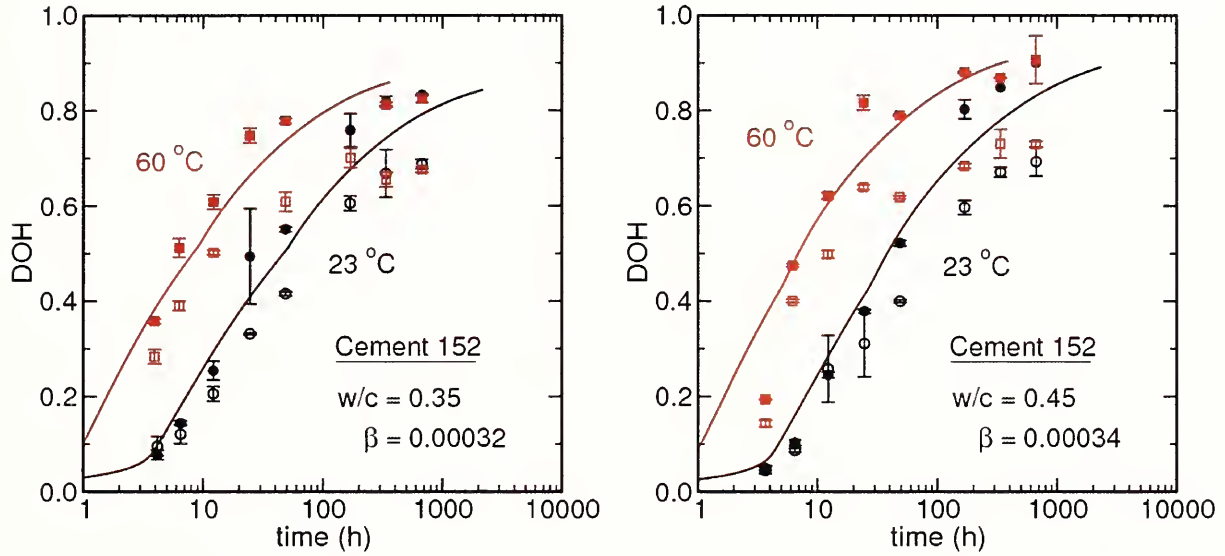 1.0
0.8
0.6
0.4
0.2
0.0
DOH
1 10 100 1000 10000
time (h)
60 °C
23 °C
Cement 152
w/c = 0.35
β = 0.00032
1.0
0.8
0.6
0.4
0.2
0.0
DOH
1 10 100 1000 10000
time (h)
60 °C
23 °C
Cement 152
w/c = 0.45
β = 0.00034